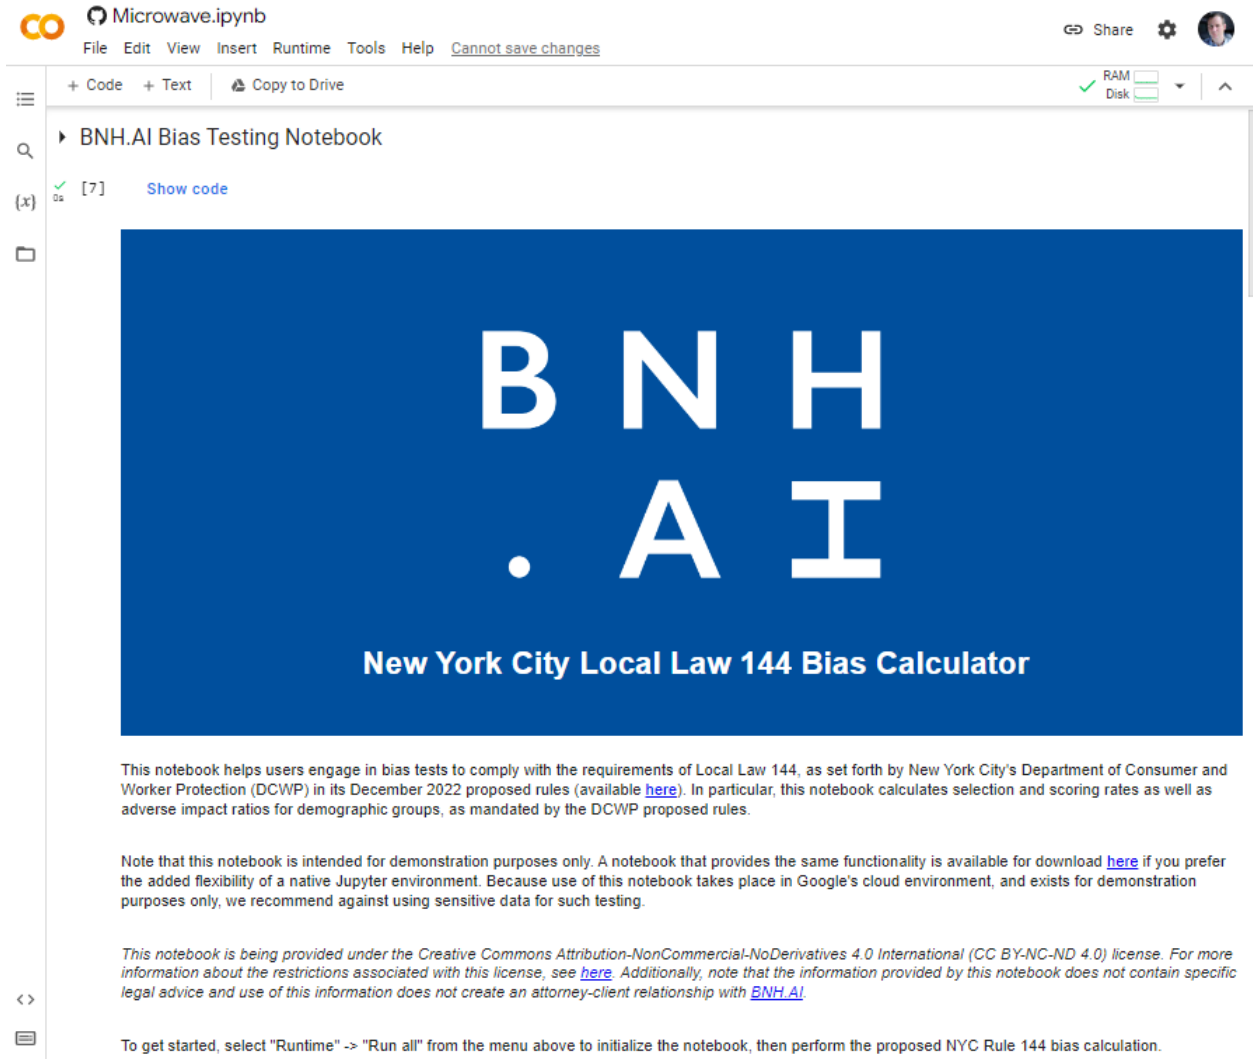 Microwave.ipynb
File Edit View Insert Runtime Tools Help Cannot save changes
Share
+ Code + Text Copy to Drive
RAM
Disk
BNH.AI Bias Testing Notebook
{x}
0s
[7] Show code
B N H
. A I
New York City Local Law 144 Bias Calculator
This notebook helps users engage in bias tests to comply with the requirements of Local Law 144, as set forth by New York City's Department of Consumer and
Worker Protection (DCWP) in its December 2022 proposed rules (available here). In particular, this notebook calculates selection and scoring rates as well as
adverse impact ratios for demographic groups, as mandated by the DCWP proposed rules.
Note that this notebook is intended for demonstration purposes only. A notebook that provides the same functionality is available for download here if you prefer
the added flexibility of a native Jupyter environment. Because use of this notebook takes place in Google's cloud environment, and exists for demonstration
purposes only, we recommend against using sensitive data for such testing.
This notebook is being provided under the Creative Commons Attribution-NonCommercial-NoDerivatives 4.0 International (CC BY-NC-ND 4.0) license. For more
information about the restrictions associated with this license, see here. Additionally, note that the information provided by this notebook does not contain specific
legal advice and use of this information does not create an attorney-client relationship with BNH.AI.
To get started, select "Runtime" -> "Run all" from the menu above to initialize the notebook, then perform the proposed NYC Rule 144 bias calculation.